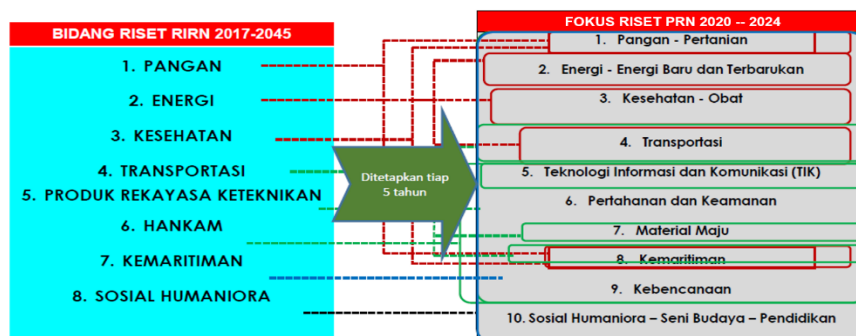 BIDANG RISET RIRN 2017-2045
1. PANGAN
2. ENERGI
3. KESEHATAN
4. TRANSPORTASI
5. PRODUK REKAYASA KETEKNIKAN
6. HANKAM
7. KEMARITIMAN
8. SOSIAL HUMANIORA
Ditetapkan tiap
5 tahun
FOKUS RISET PRN 2020 -- 2024
1. Pangan - Pertanian
2. Energi - Energi Baru dan Terbarukan
3. Kesehatan - Obat
4. Transportasi
5. Teknologi Informasi dan Komunikasi (TIK)
6. Pertahanan dan Keamanan
7. Material Maju
8. Kemaritiman
9. Kebencanaan
10. Sosial Humaniora – Seni Budaya – Pendidikan